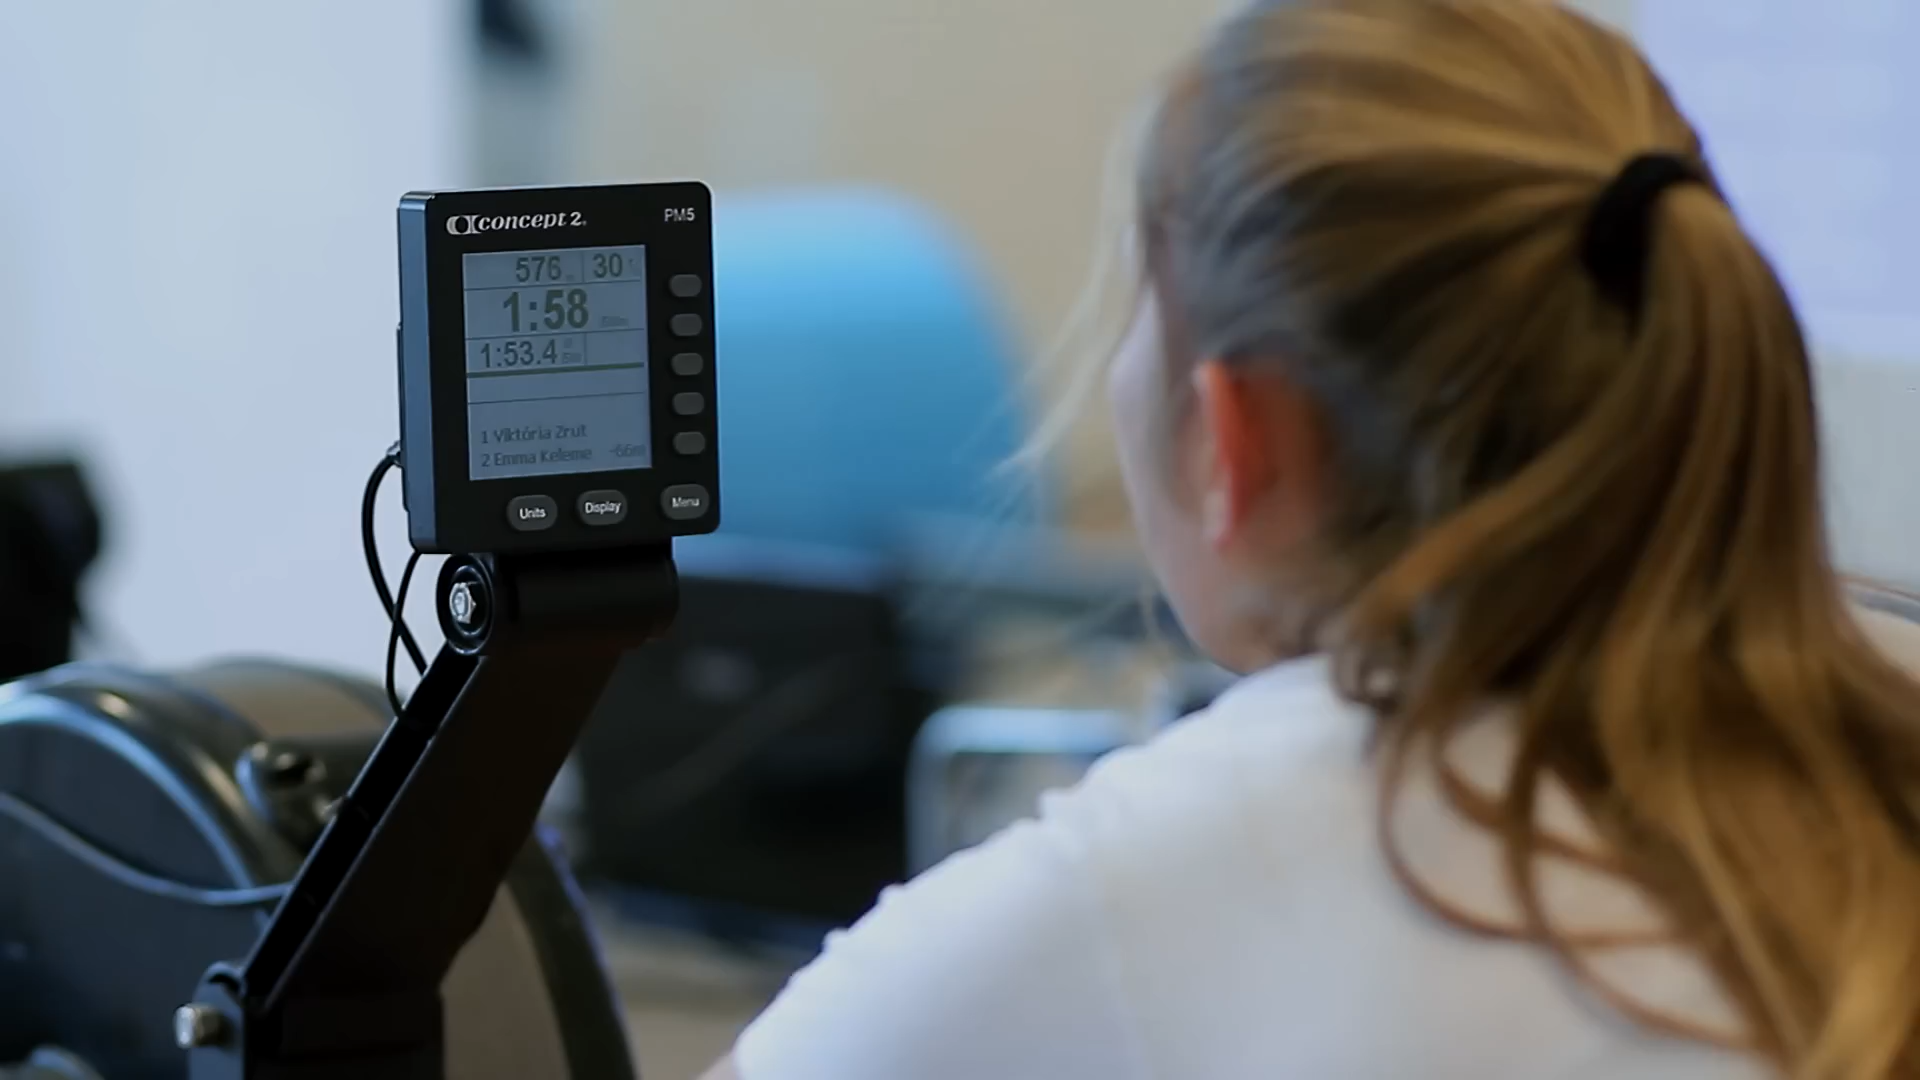 concept 2
PM5
576 m 30
1:58
1:53.4
1 Viktória Zrut
2 Emma Keleme -66m
Units Display Menu